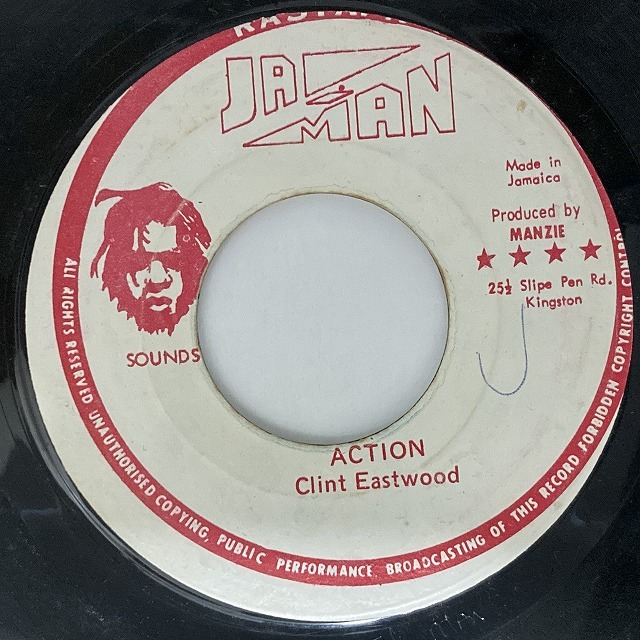 JA MAN
Made in
Jamaica
Produced by
MANZIE
25½ Slipe Pen Rd.
Kingston
SOUNDS
ACTION
Clint Eastwood
ALL RIGHTS RESERVED UNAUTHORISED COPYING, PUBLIC PERFORMANCE, BROADCASTING OF THIS RECORD FORBIDDEN COPYRIGHT CONTROL